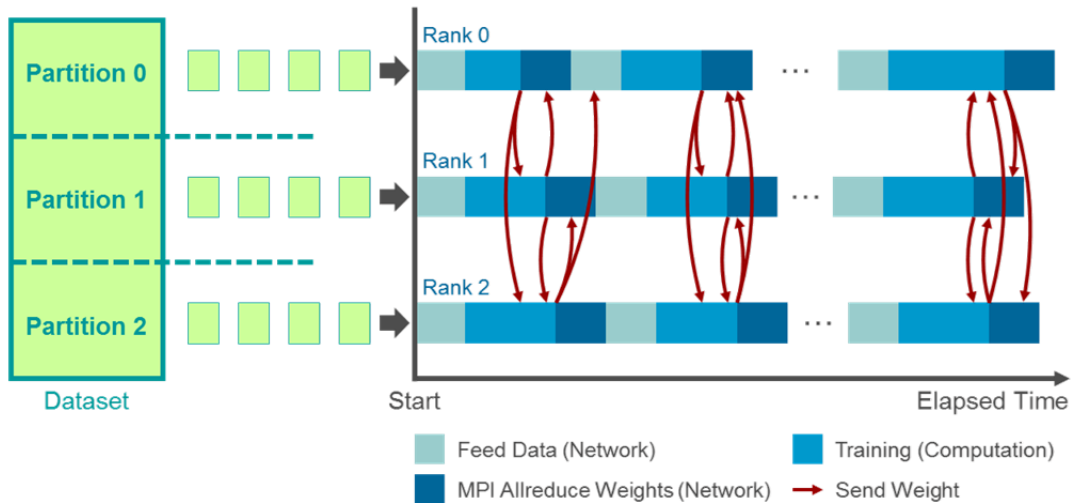 Partition 0
Partition 1
Partition 2
Dataset
Rank 0
...
Rank 1
...
Rank 2
...
Start
Elapsed Time
Feed Data (Network)
Training (Computation)
MPI Allreduce Weights (Network)
Send Weight